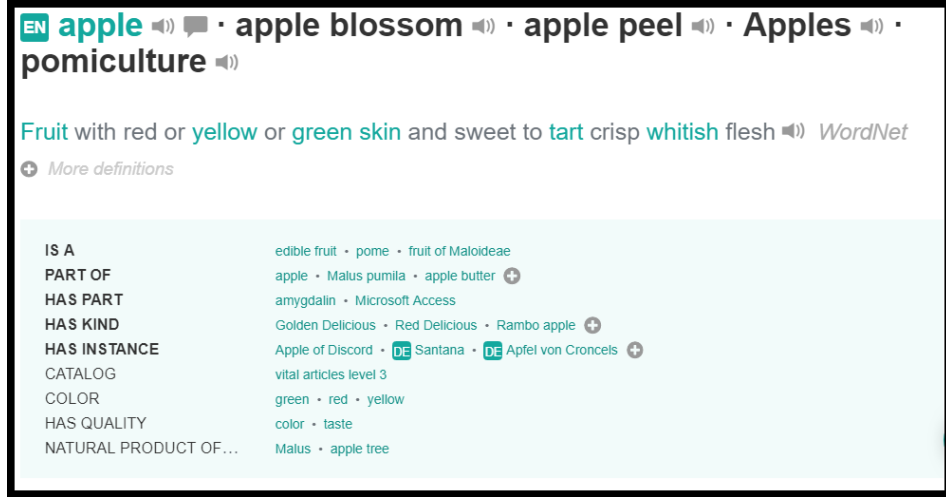 EN apple · apple blossom · apple peel · Apples ·
pomiculture
Fruit with red or yellow or green skin and sweet to tart crisp whitish flesh WordNet
More definitions
IS A edible fruit • pome • fruit of Maloideae
PART OF apple • Malus pumila • apple butter
HAS PART amygdalin • Microsoft Access
HAS KIND Golden Delicious • Red Delicious • Rambo apple
HAS INSTANCE Apple of Discord • DE Santana • DE Apfel von Croncels
CATALOG vital articles level 3
COLOR green • red • yellow
HAS QUALITY color • taste
NATURAL PRODUCT OF... Malus • apple tree